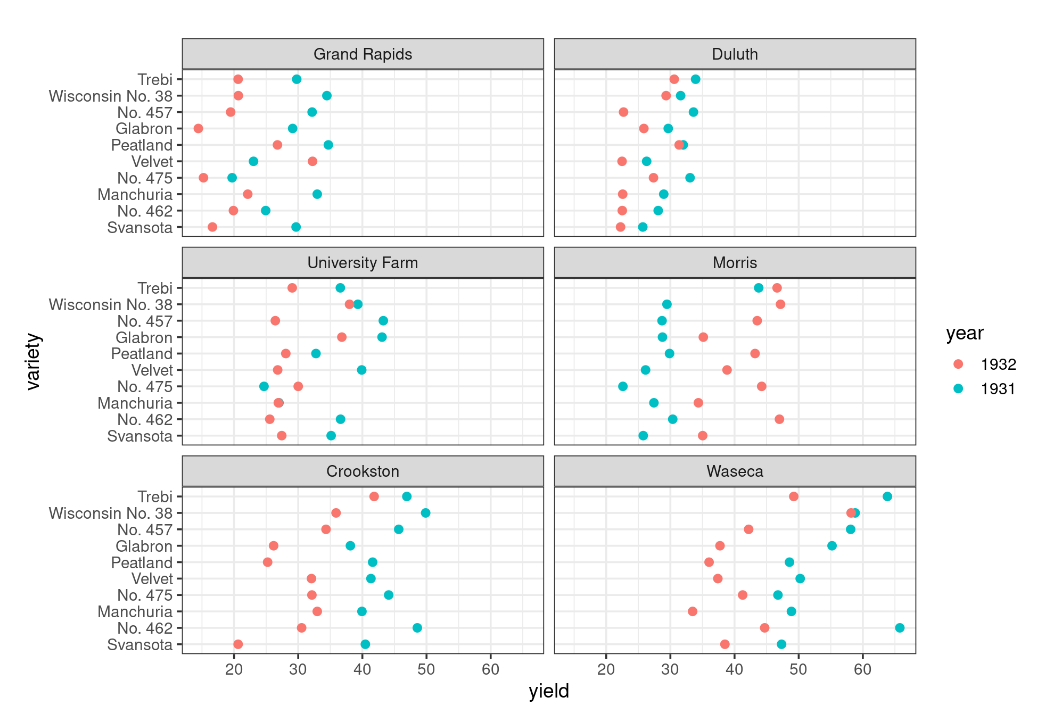 Grand Rapids
Duluth
Trebi
Wisconsin No. 38
No. 457
Glabron
Peatland
Velvet
No. 475
Manchuria
No. 462
Svansota
University Farm
Morris
Trebi
Wisconsin No. 38
No. 457
Glabron
Peatland
Velvet
No. 475
Manchuria
No. 462
Svansota
Crookston
Waseca
Trebi
Wisconsin No. 38
No. 457
Glabron
Peatland
Velvet
No. 475
Manchuria
No. 462
Svansota
20 30 40 50 60
20 30 40 50 60
yield
variety
year
1932
1931